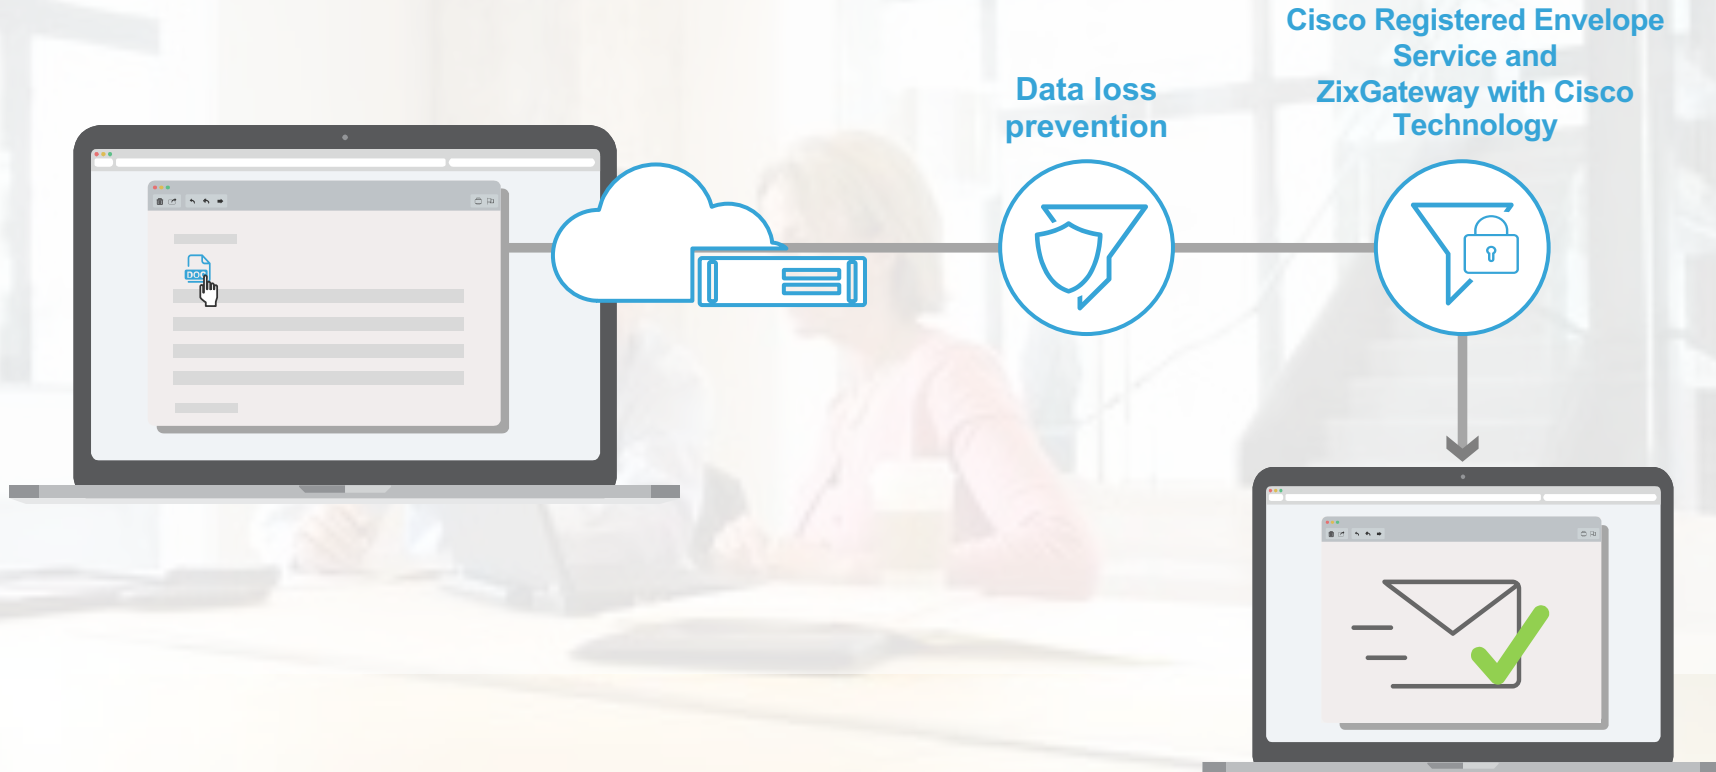 Cisco Registered Envelope
Service and
ZixGateway with Cisco
Technology
Data loss
prevention
DOC